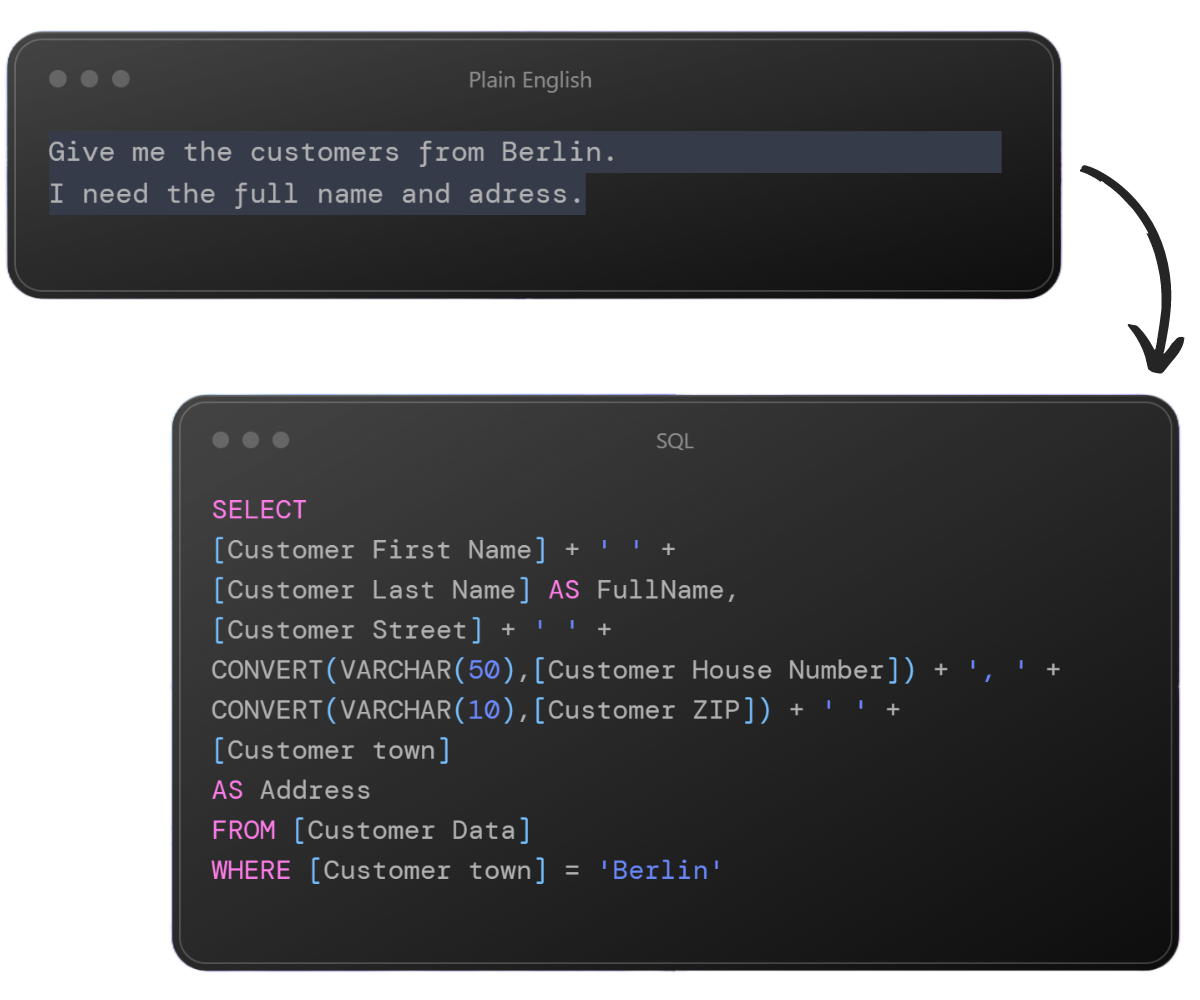 Plain English
Give me the customers from Berlin.
I need the full name and adress.
SQL
SELECT
[Customer First Name] + ' ' +
[Customer Last Name] AS FullName,
[Customer Street] + ' ' +
CONVERT(VARCHAR(50),[Customer House Number]) + ', ' +
CONVERT(VARCHAR(10),[Customer ZIP]) + ' ' +
[Customer town]
AS Address
FROM [Customer Data]
WHERE [Customer town] = 'Berlin'